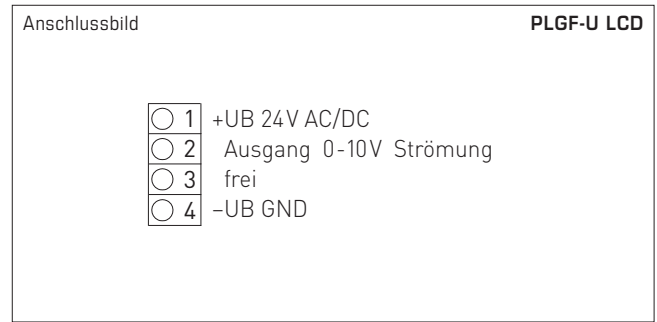 Anschlussbild PLGF-U LCD
1 +UB 24V AC/DC
2 Ausgang 0-10V Strömung
3 frei
4 –UB GND